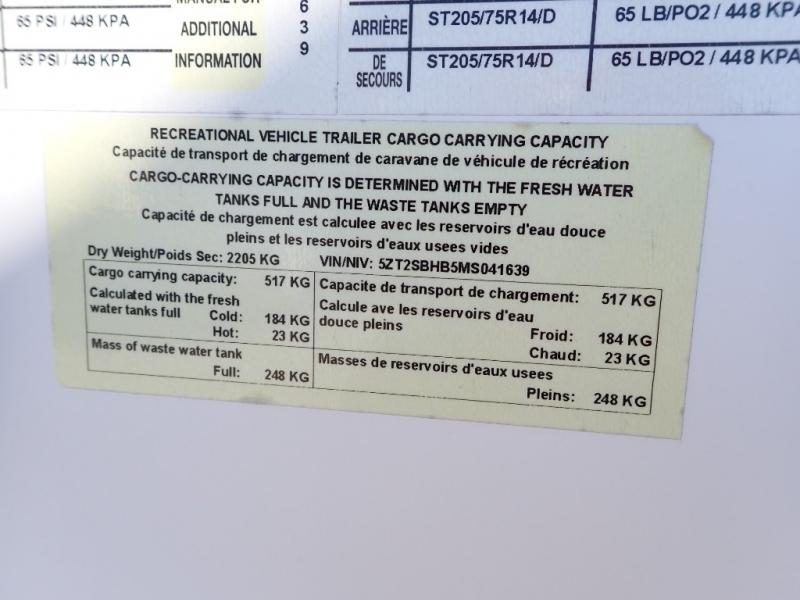 65 PSI / 448 KPA
65 PSI / 448 KPA
ADDITIONAL
INFORMATION
6
3
9
ARRIÈRE
ST205/75R14/D
65 LB/PO2 / 448 KPA
DE
SECOURS
ST205/75R14/D
65 LB/PO2 / 448 KPA
RECREATIONAL VEHICLE TRAILER CARGO CARRYING CAPACITY
Capacité de transport de chargement de caravane de véhicule de récréation
CARGO-CARRYING CAPACITY IS DETERMINED WITH THE FRESH WATER
TANKS FULL AND THE WASTE TANKS EMPTY
Capacité de chargement est calculee avec les reservoirs d'eau douce
pleins et les reservoirs d'eaux usees vides
Dry Weight/Poids Sec: 2205 KG VIN/NIV: 5ZT2SBHB5MS041639
Cargo carrying capacity: 517 KG
Calculated with the fresh
water tanks full Cold: 184 KG
Hot: 23 KG
Mass of waste water tank
Full: 248 KG
Capacite de transport de chargement: 517 KG
Calcule ave les reservoirs d'eau
douce pleins
Froid: 184 KG
Chaud: 23 KG
Masses de reservoirs d'eaux usees
Pleins: 248 KG